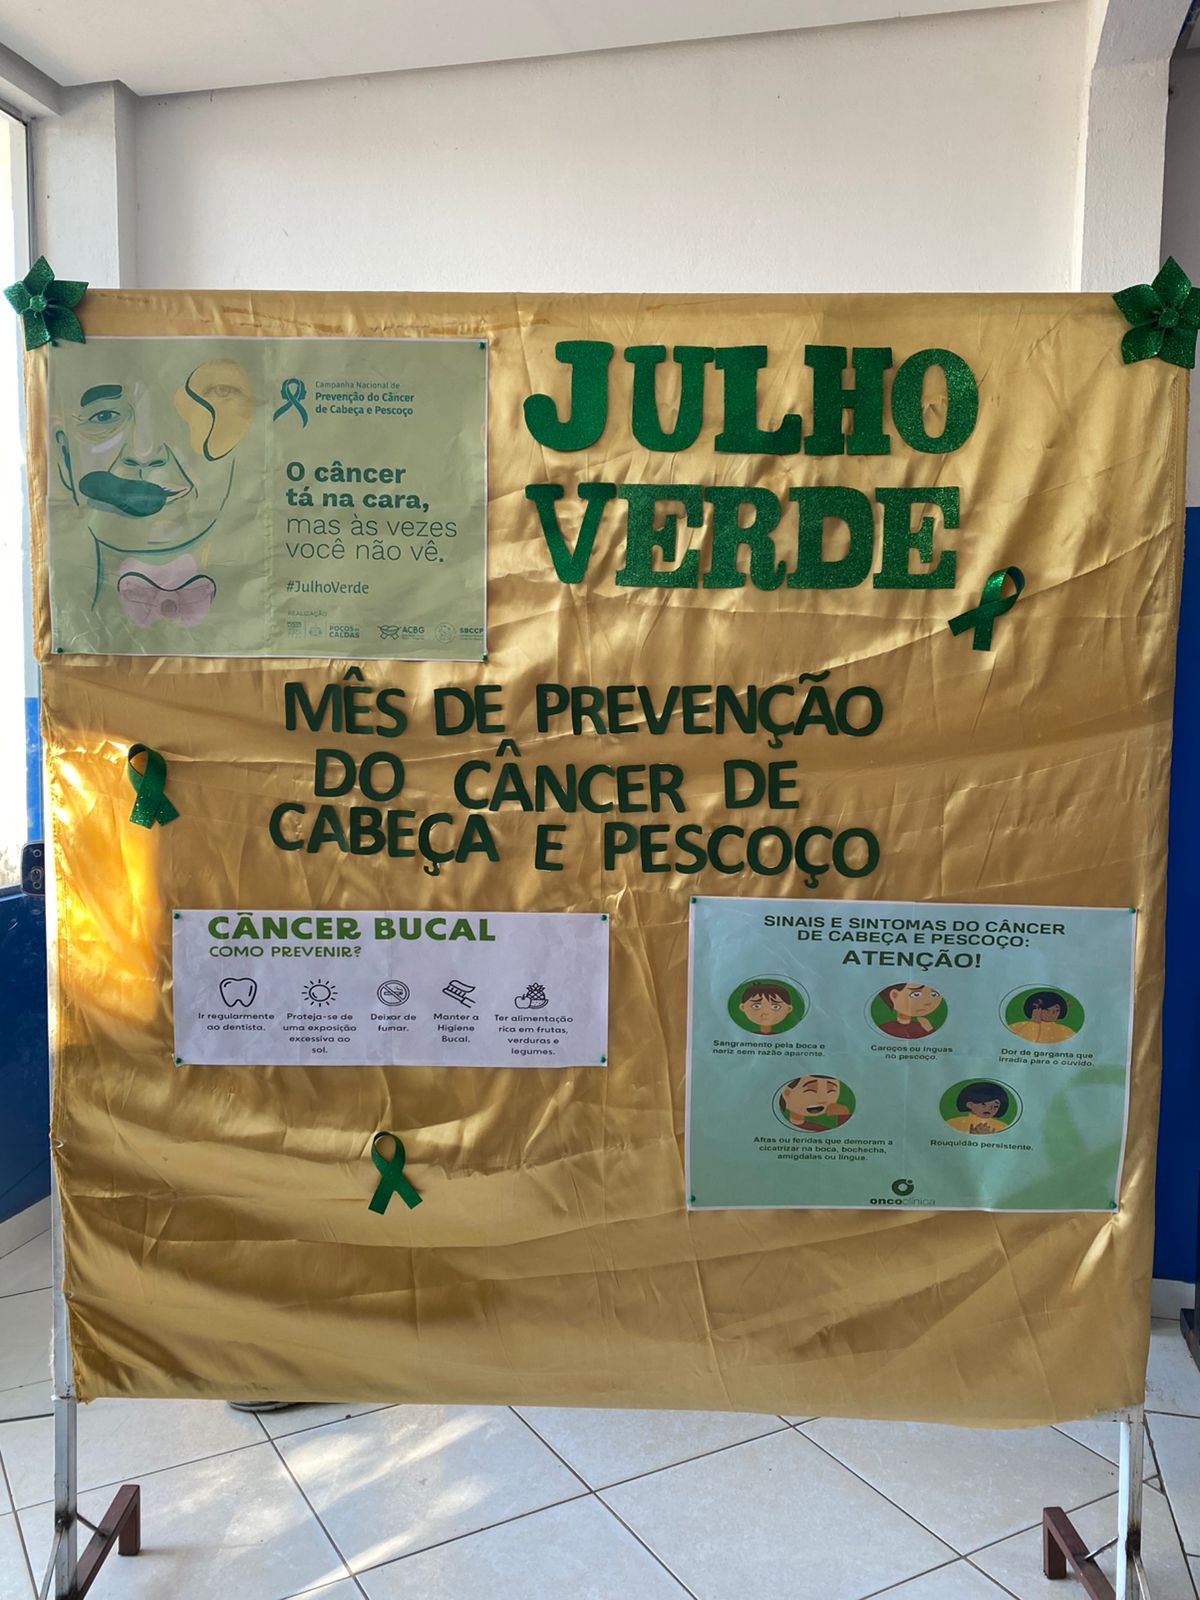 Campanha Nacional de
Prevenção do Câncer
de Cabeça e Pescoço
O câncer
tá na cara,
mas às vezes
você não vê.
#JulhoVerde
REALIZAÇÃO
POÇOS DE
CALDAS
ACBG
SBCCP
JULHO
VERDE
MÊS DE PREVENÇÃO
DO CÂNCER DE
CABEÇA E PESCOÇO
CÂNCER BUCAL
COMO PREVENIR?
Ir regularmente
ao dentista.
Proteja-se de
uma exposição
excessiva ao
sol.
Deixar de
fumar.
Manter a
Higiene
Bucal.
Ter alimentação
rica em frutas,
verduras e
legumes.
SINAIS E SINTOMAS DO CÂNCER
DE CABEÇA E PESCOÇO:
ATENÇÃO!
Sangramento pela boca e
nariz sem razão aparente.
Caroços ou ínguas
no pescoço.
Dor de garganta que
irradia para o ouvido.
Aftas ou feridas que demoram a
cicatrizar na boca, bochecha,
amígdalas ou língua.
Rouquidão persistente.
oncoclínica